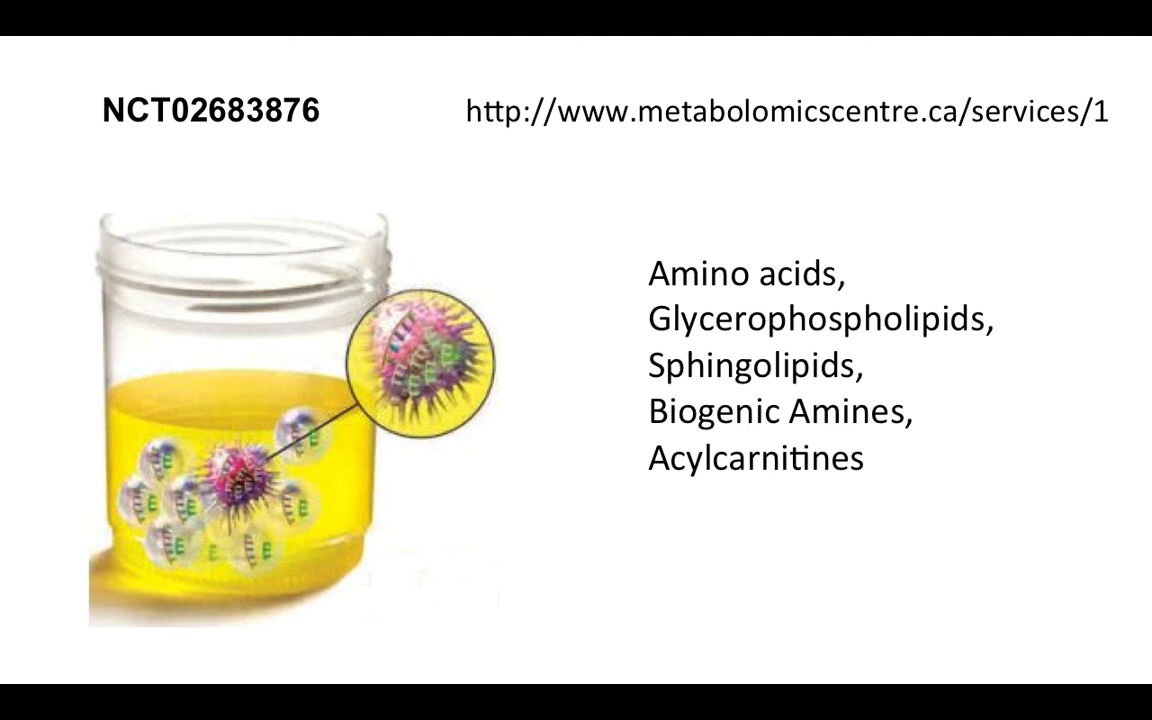 NCT02683876
http://www.metabolomicscentre.ca/services/1
Amino acids,
Glycerophospholipids,
Sphingolipids,
Biogenic Amines,
Acylcarnitines